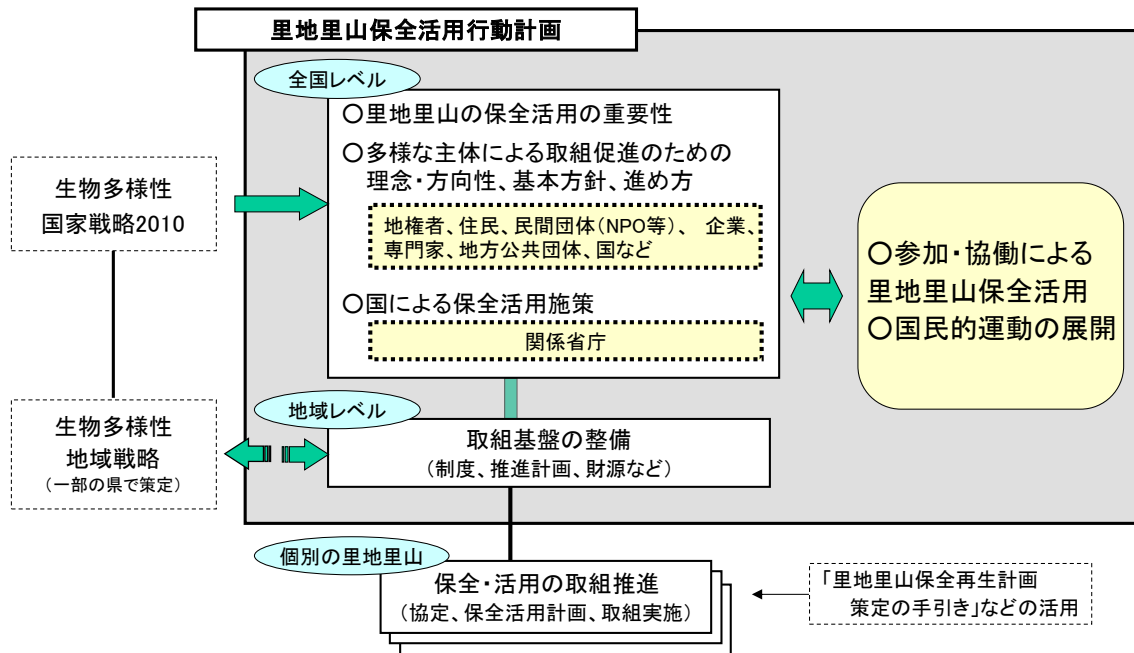 里地里山保全活用行動計画
全国レベル
○里地里山の保全活用の重要性
○多様な主体による取組促進のための
理念・方向性、基本方針、進め方
地権者、住民、民間団体(NPO等)、 企業、
専門家、地方公共団体、国など
○国による保全活用施策
関係省庁
生物多様性
国家戦略2010
○参加・協働による
里地里山保全活用
○国民的運動の展開
地域レベル
取組基盤の整備
(制度、推進計画、財源など)
生物多様性
地域戦略
(一部の県で策定)
個別の里地里山
保全・活用の取組推進
(協定、保全活用計画、取組実施)
「里地里山保全再生計画
策定の手引き」などの活用